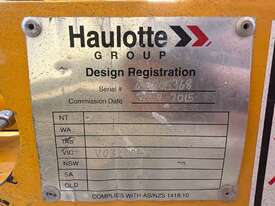 Haulotte
GROUP
Design Registration
Serial #
Commission Date 2015
NT
WA
TAS
VIC
NSW
SA
QLD
COMPLIES WITH AS/NZS 1418.10